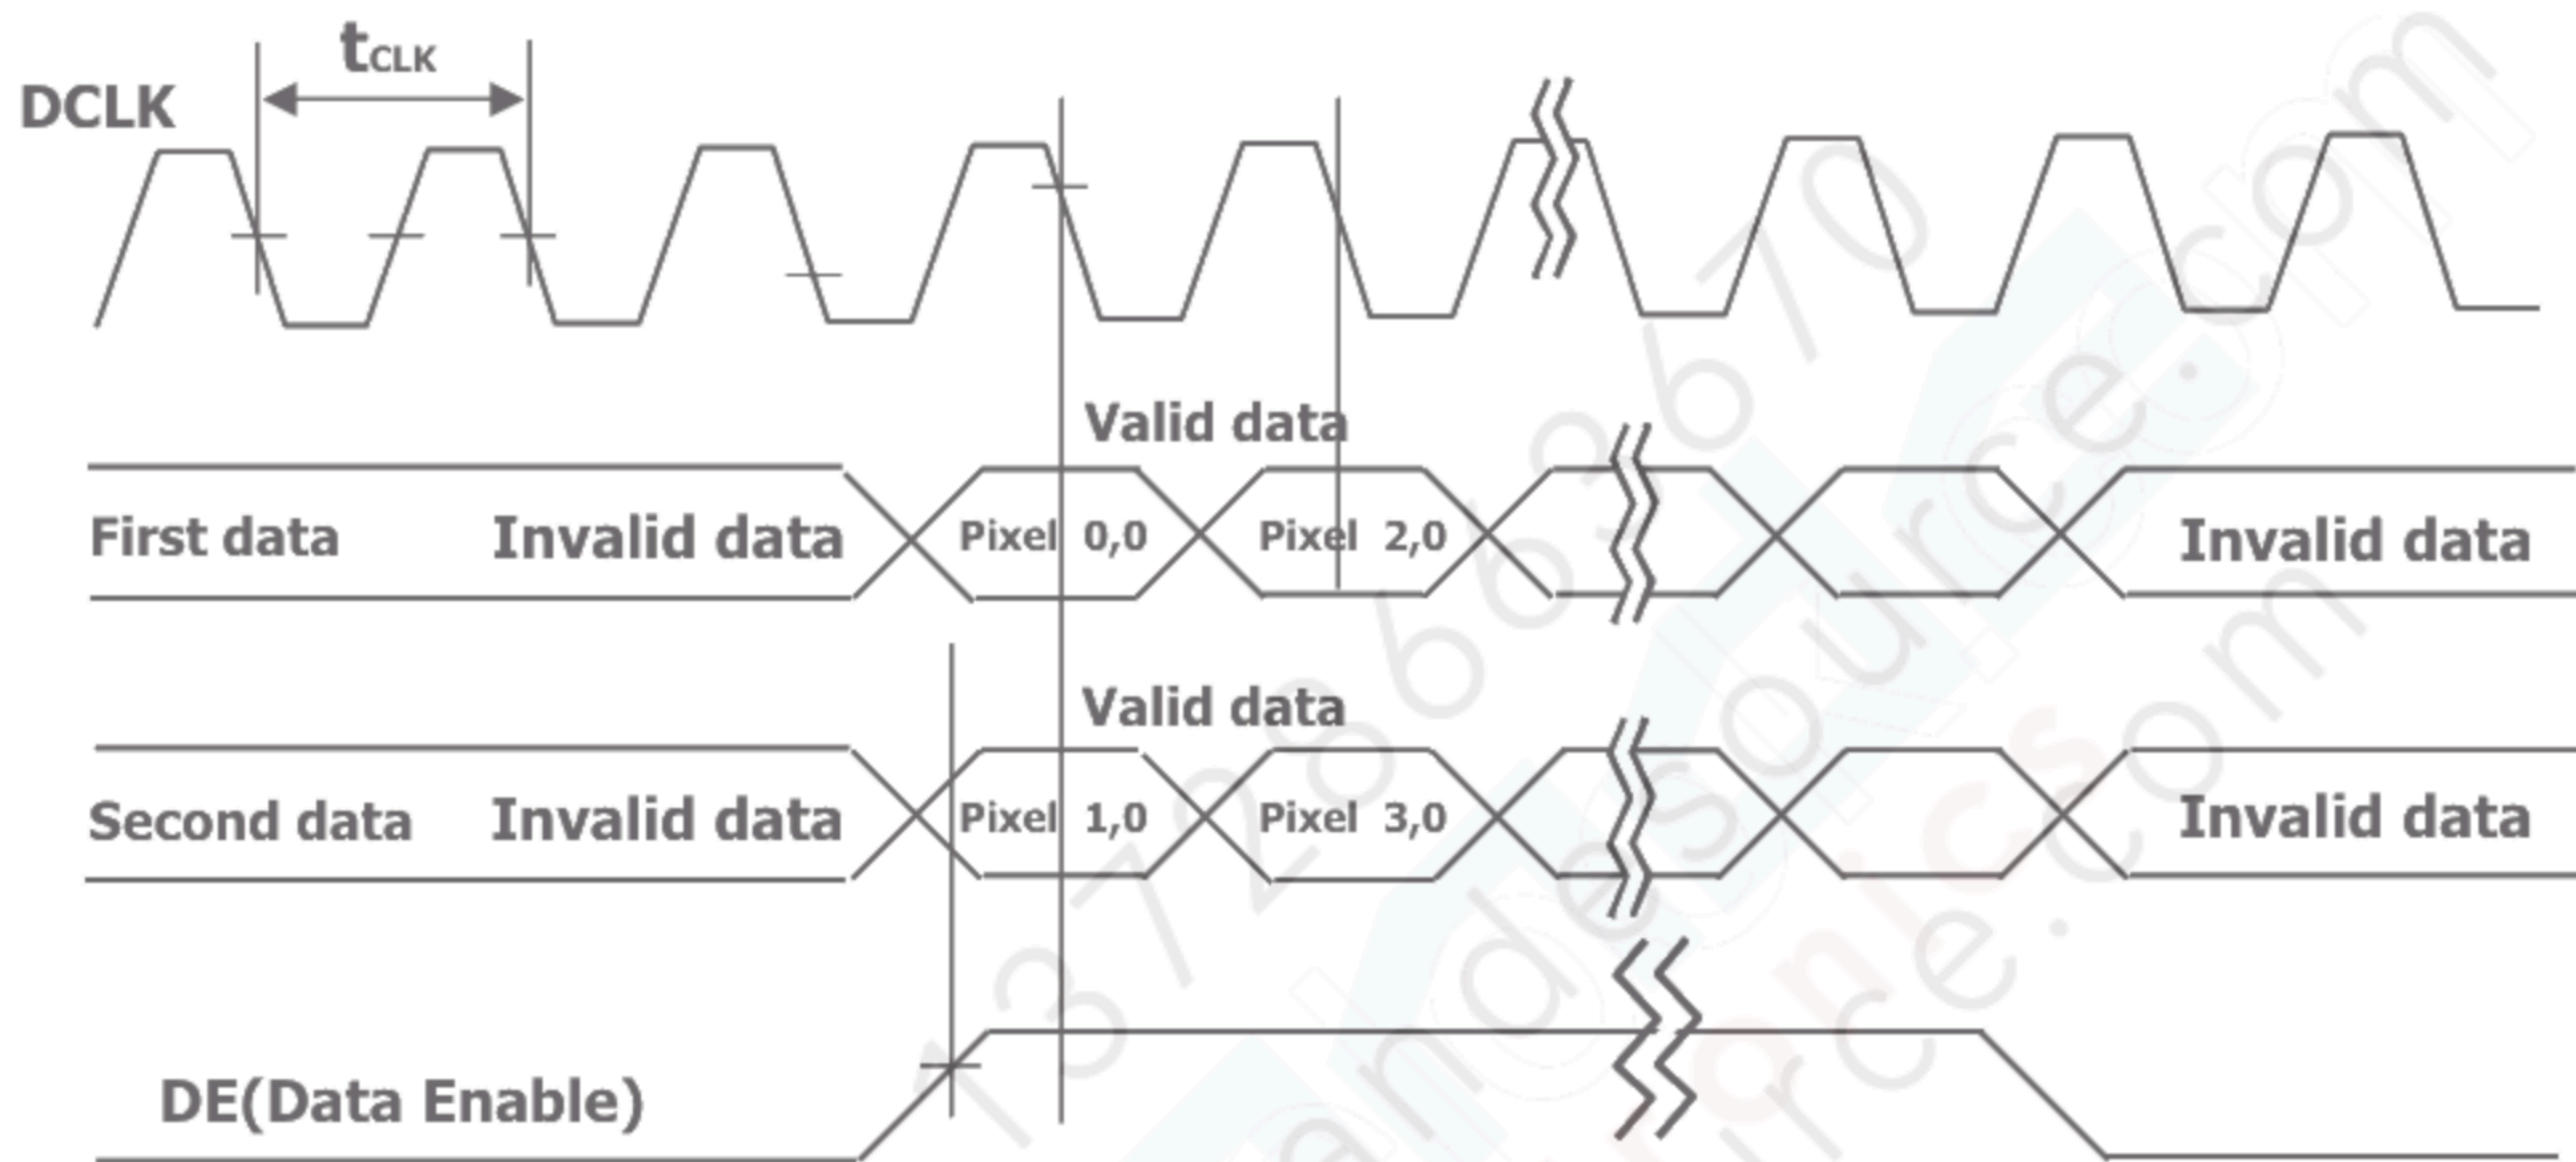 tCLK
DCLK
Valid data
First data Invalid data Pixel 0,0 Pixel 2,0 Invalid data
Valid data
Second data Invalid data Pixel 1,0 Pixel 3,0 Invalid data
DE(Data Enable)
13728663670